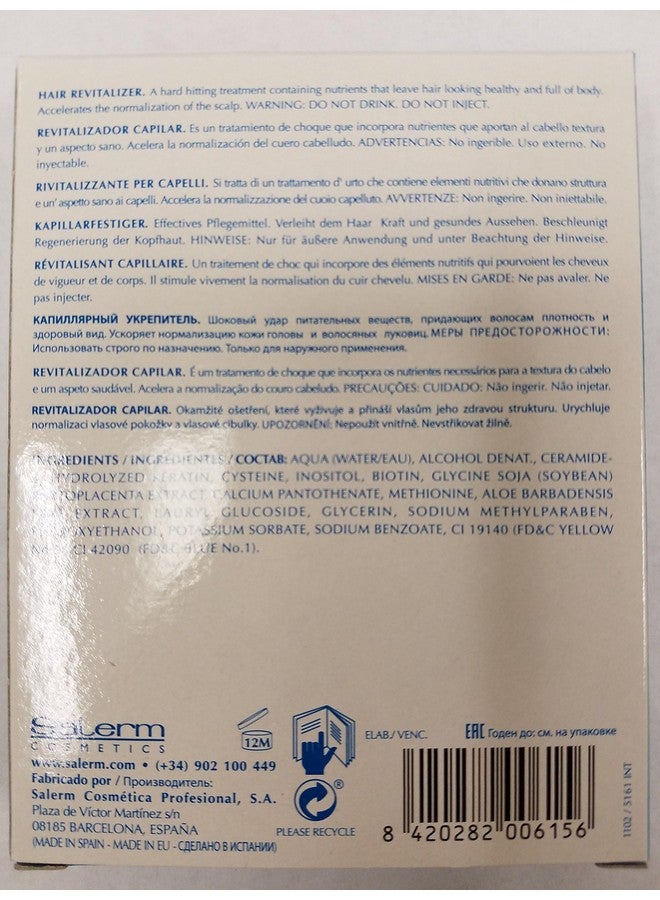 HAIR REVITALIZER. A hard hitting treatment containing nutrients that leave hair looking healthy and full of body.
Accelerates the normalization of the scalp. WARNING: DO NOT DRINK. DO NOT INJECT.
REVITALIZADOR CAPILAR. Es un tratamiento de choque que incorpora nutrientes que aportan al cabello textura
y un aspecto sano. Acelera la normalización del cuero cabelludo. ADVERTENCIAS: No ingerible. Uso externo. No
inyectable.
RIVITALIZZANTE PER CAPELLI. Si tratta di un trattamento d' urto che contiene elementi nutritivi che donano struttura
e un' aspetto sano ai capelli. Accelera la normalizzazione del cuoio capelluto. AVVERTENZE: Non ingerire. Non iniettabile.
KAPILLARFESTIGER. Effectives Pflegemittel. Verleiht dem Haar Kraft und gesundes Aussehen. Beschleunigt
Regenerierung der Kopfhaut. HINWEISE: Nur für äußere Anwendung und unter Beachtung der Hinweise.
RÉVITALISANT CAPILLAIRE. Un traitement de choc qui incorpore des éléments nutritifs qui pourvoient les cheveux
de vigueur et de corps. Il stimule vivement la normalisation du cuir chevelu. MISES EN GARDE: Ne pas avaler. Ne
pas injecter.
КАПИЛЛЯРНЫЙ УКРЕПИТЕЛЬ. Шоковый удар питательных веществ, придающих волосам плотность и
здоровый вид. Ускоряет нормализацию кожи головы и волосяных луковиц. МЕРЫ ПРЕДОСТОРОЖНОСТИ:
Использовать строго по назначению. Только для наружного применения.
REVITALIZADOR CAPILAR. É um tratamento de choque que incorpora os nutrientes necessários para a textura do cabelo
e um aspeto saudável. Acelera a normalização do couro cabeludo. PRECAUÇÕES: CUIDADO: Não ingerir. Não injetar.
REVITALIZADOR CAPILAR. Okamžité ošetření, které vyživuje a přináší vlasům jeho zdravou strukturu. Urychluje
normalizaci vlasové pokožky a vlasové cibulky. UPOZORNĚNÍ: Nepoužít vnitřně. Nevstřikovat žilně.
INGREDIENTS / INGREDIENTES / СОСТАВ: AQUA (WATER/EAU), ALCOHOL DENAT., CERAMIDE-
HYDROLYZED KERATIN, CYSTEINE, INOSITOL, BIOTIN, GLYCINE SOJA (SOYBEAN)
EXTRACT, CALCIUM PANTOTHENATE, METHIONINE, ALOE BARBADENSIS
EXTRACT, LAURYL GLUCOSIDE, GLYCERIN, SODIUM METHYLPARABEN,
POTASSIUM SORBATE, SODIUM BENZOATE, CI 19140 (FD&C YELLOW
CI 42090 (FD&C BLUE No.1).
Salerm
COSMETICS
12M
ELAB./ VENC.
EAC Годен до: см. на упаковке
www.salerm.com • (+34) 902 100 449
Fabricado por / Производитель:
Salerm Cosmética Profesional, S.A.
Plaza de Víctor Martínez s/n
08185 BARCELONA, ESPAÑA
(MADE IN SPAIN - MADE IN EU - СДЕЛАНО В ИСПАНИИ)
®
PLEASE RECYCLE
8 420282 006156
1102 / 5161 INT